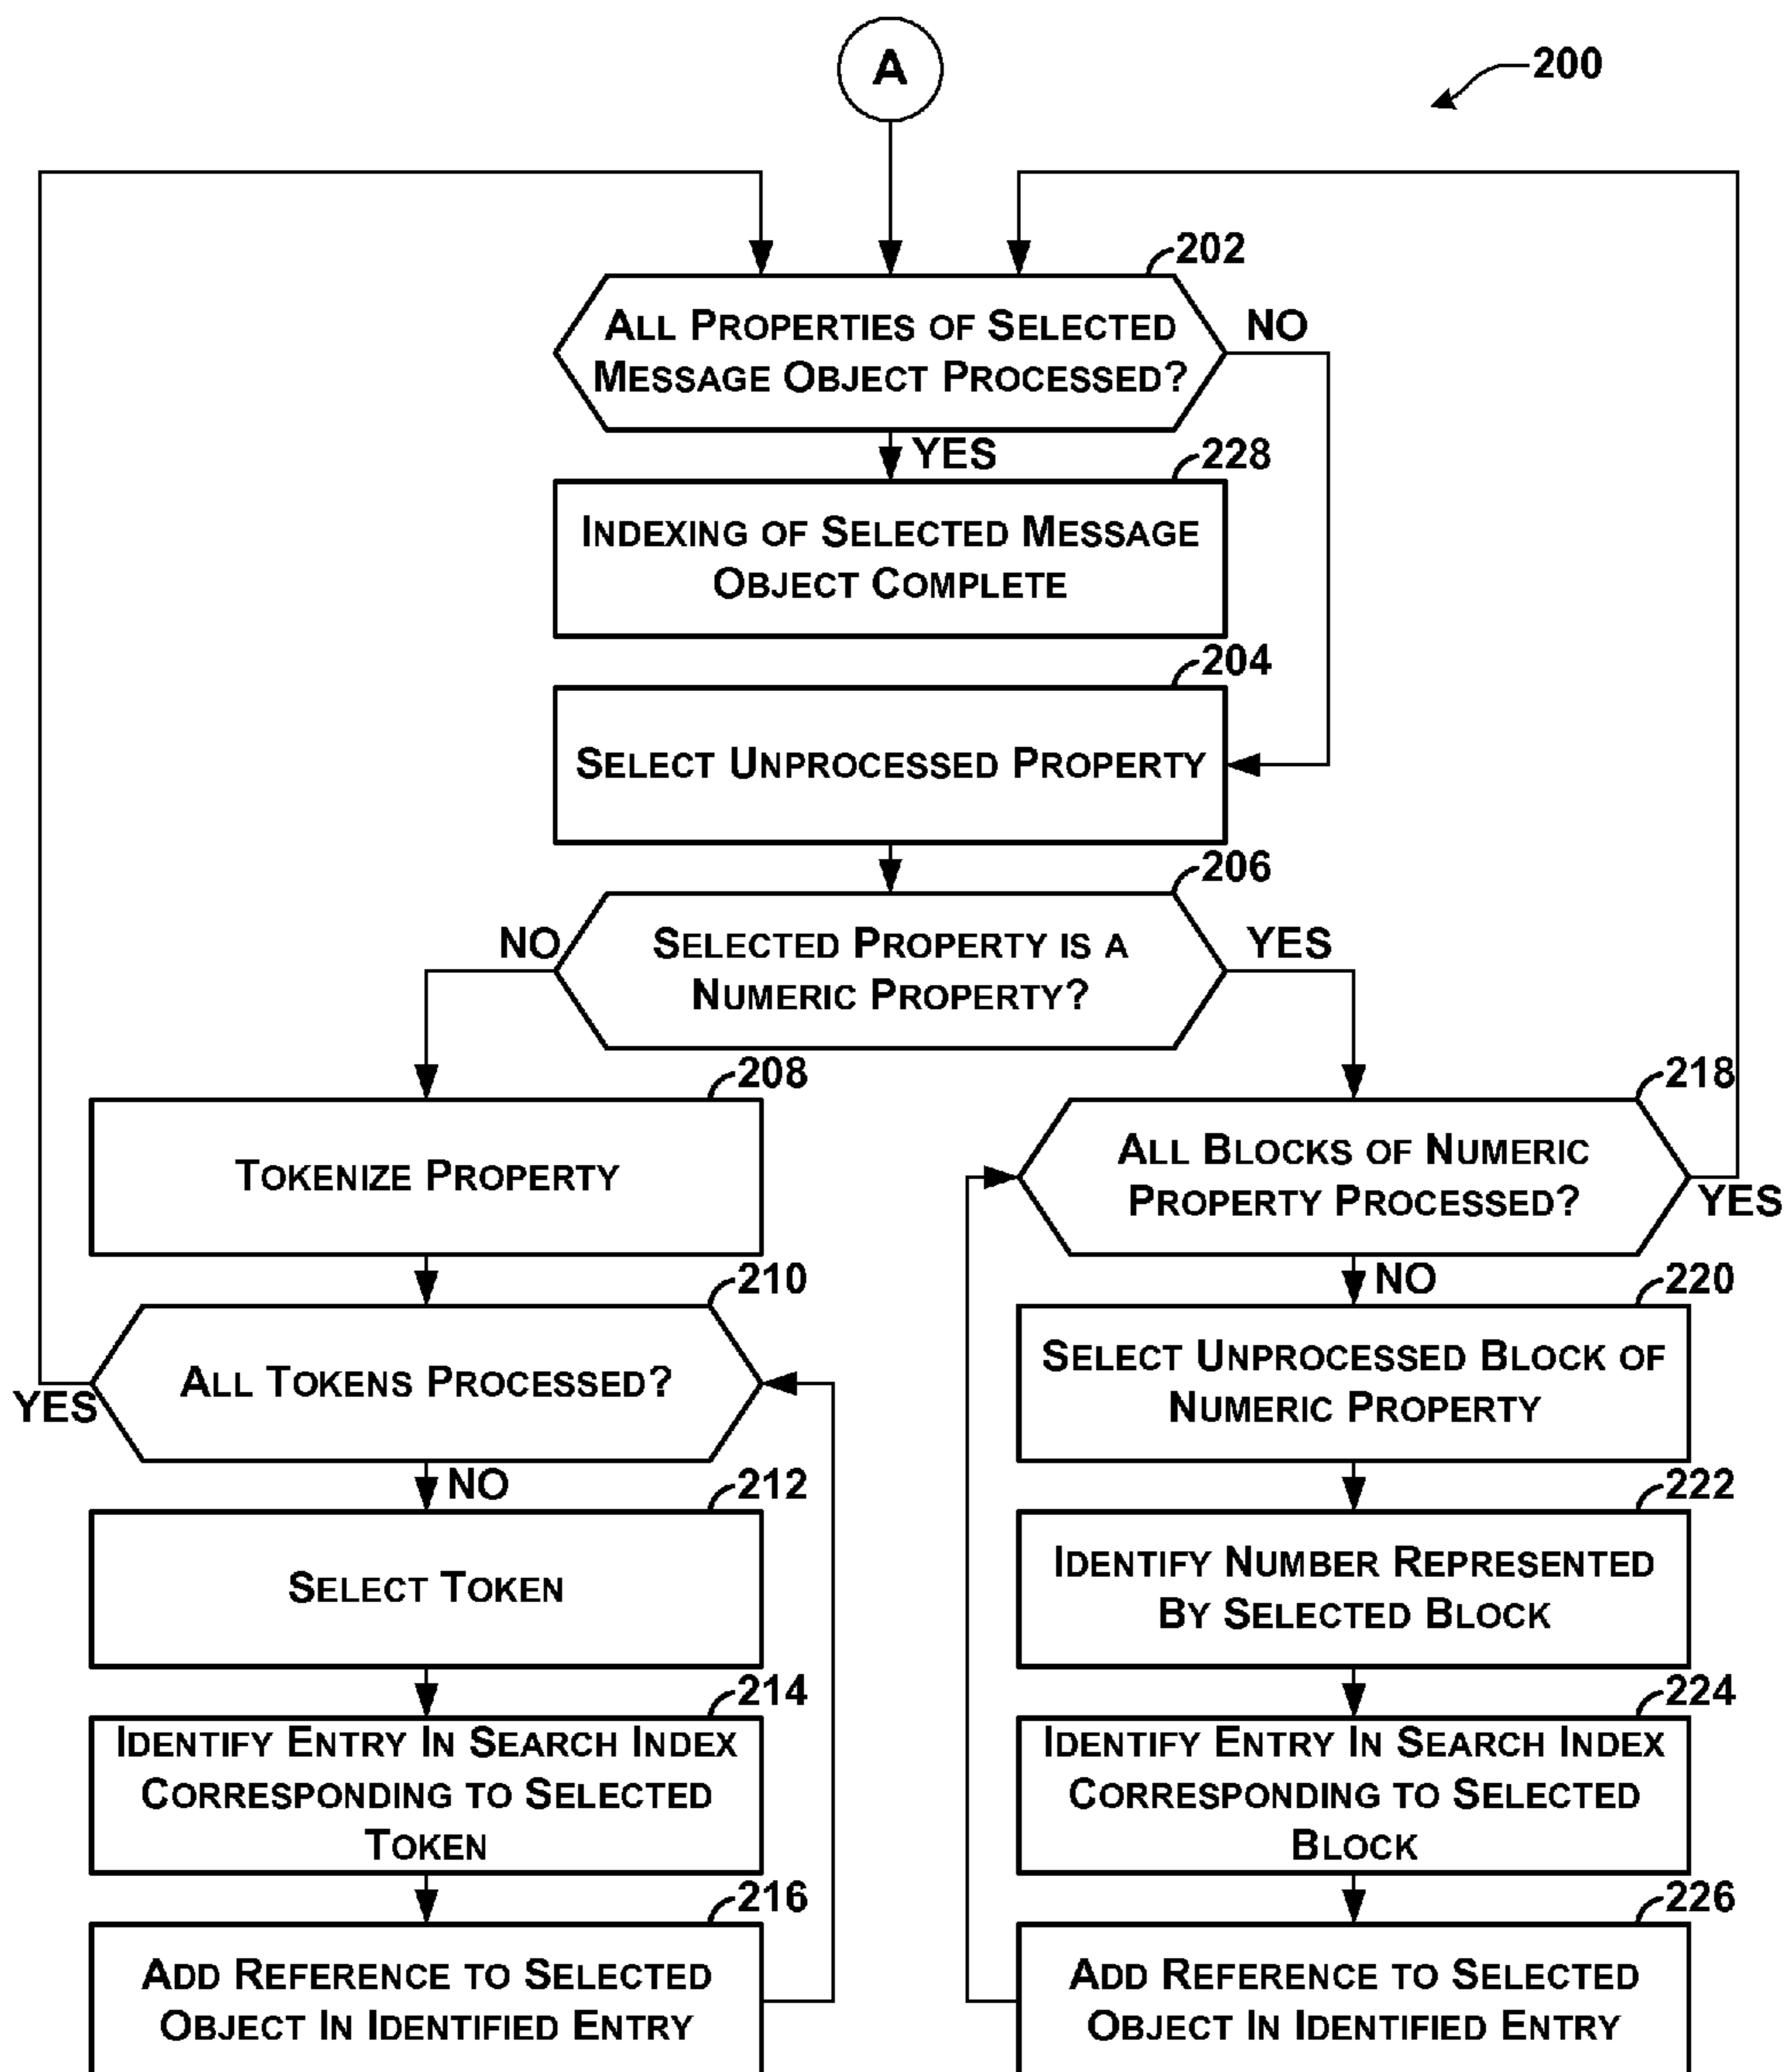 A
200
202
ALL PROPERTIES OF SELECTED
MESSAGE OBJECT PROCESSED?
NO
YES
228
INDEXING OF SELECTED MESSAGE
OBJECT COMPLETE
204
SELECT UNPROCESSED PROPERTY
206
NO
SELECTED PROPERTY IS A
NUMERIC PROPERTY?
YES
208
TOKENIZE PROPERTY
218
ALL BLOCKS OF NUMERIC
PROPERTY PROCESSED?
YES
210
ALL TOKENS PROCESSED?
YES
NO
NO
220
SELECT UNPROCESSED BLOCK OF
NUMERIC PROPERTY
212
SELECT TOKEN
222
IDENTIFY NUMBER REPRESENTED
BY SELECTED BLOCK
214
IDENTIFY ENTRY IN SEARCH INDEX
CORRESPONDING TO SELECTED
TOKEN
224
IDENTIFY ENTRY IN SEARCH INDEX
CORRESPONDING TO SELECTED
BLOCK
216
ADD REFERENCE TO SELECTED
OBJECT IN IDENTIFIED ENTRY
226
ADD REFERENCE TO SELECTED
OBJECT IN IDENTIFIED ENTRY